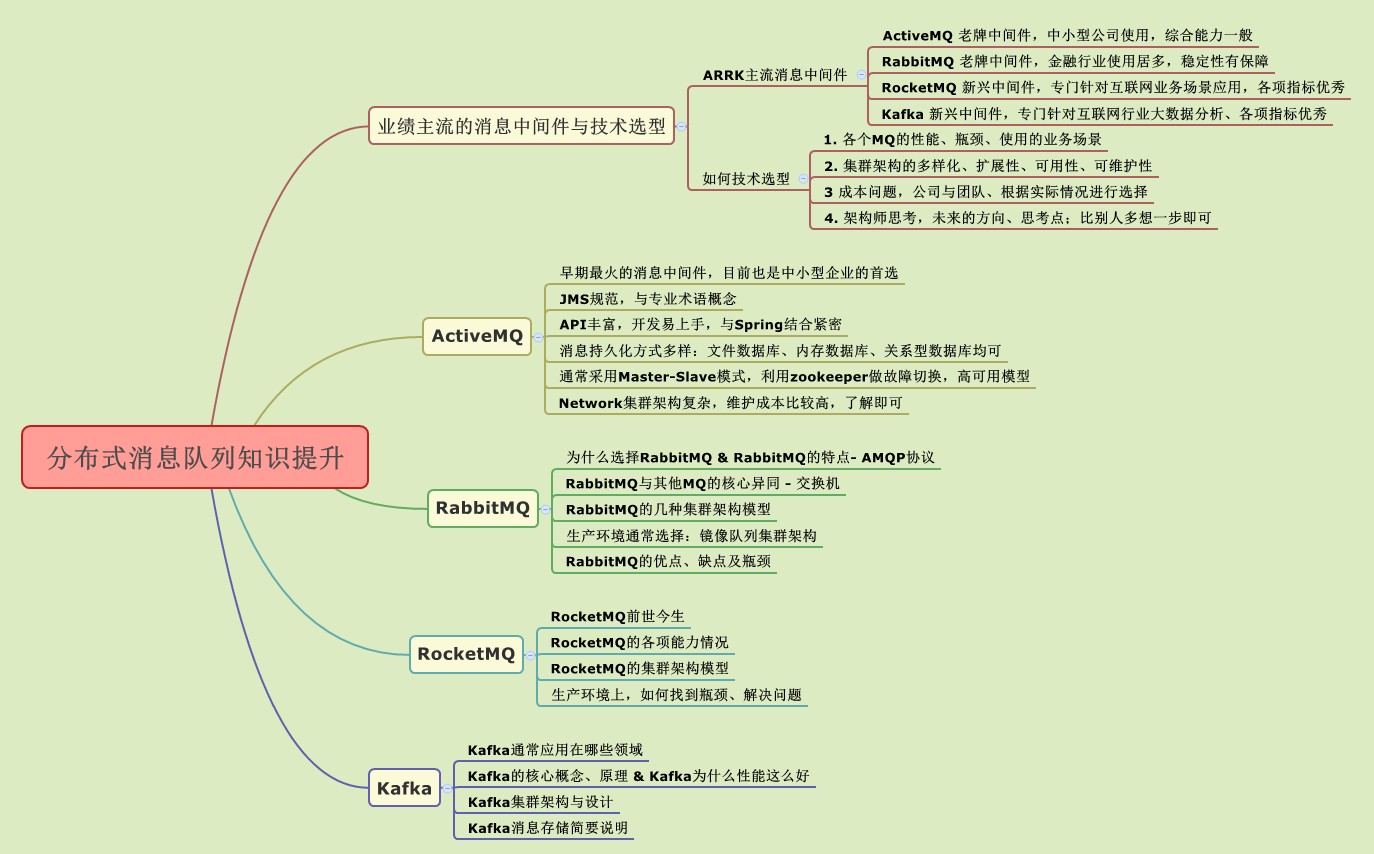 分布式消息队列知识提升
业绩主流的消息中间件与技术选型
ARRK主流消息中间件
ActiveMQ 老牌中间件，中小型公司使用，综合能力一般
RabbitMQ 老牌中间件，金融行业使用居多，稳定性有保障
RocketMQ 新兴中间件，专门针对互联网业务场景应用，各项指标优秀
Kafka 新兴中间件，专门针对互联网行业大数据分析、各项指标优秀
如何技术选型
1. 各个MQ的性能、瓶颈、使用的业务场景
2. 集群架构的多样化、扩展性、可用性、可维护性
3 成本问题，公司与团队、根据实际情况进行选择
4. 架构师思考，未来的方向、思考点；比别人多想一步即可
ActiveMQ
早期最火的消息中间件，目前也是中小型企业的首选
JMS规范，与专业术语概念
API丰富，开发易上手，与Spring结合紧密
消息持久化方式多样：文件数据库、内存数据库、关系型数据库均可
通常采用Master-Slave模式，利用zookeeper做故障切换，高可用模型
Network集群架构复杂，维护成本比较高，了解即可
RabbitMQ
为什么选择RabbitMQ & RabbitMQ的特点- AMQP协议
RabbitMQ与其他MQ的核心异同 - 交换机
RabbitMQ的几种集群架构模型
生产环境通常选择：镜像队列集群架构
RabbitMQ的优点、缺点及瓶颈
RocketMQ
RocketMQ前世今生
RocketMQ的各项能力情况
RocketMQ的集群架构模型
生产环境上，如何找到瓶颈、解决问题
Kafka
Kafka通常应用在哪些领域
Kafka的核心概念、原理 & Kafka为什么性能这么好
Kafka集群架构与设计
Kafka消息存储简要说明